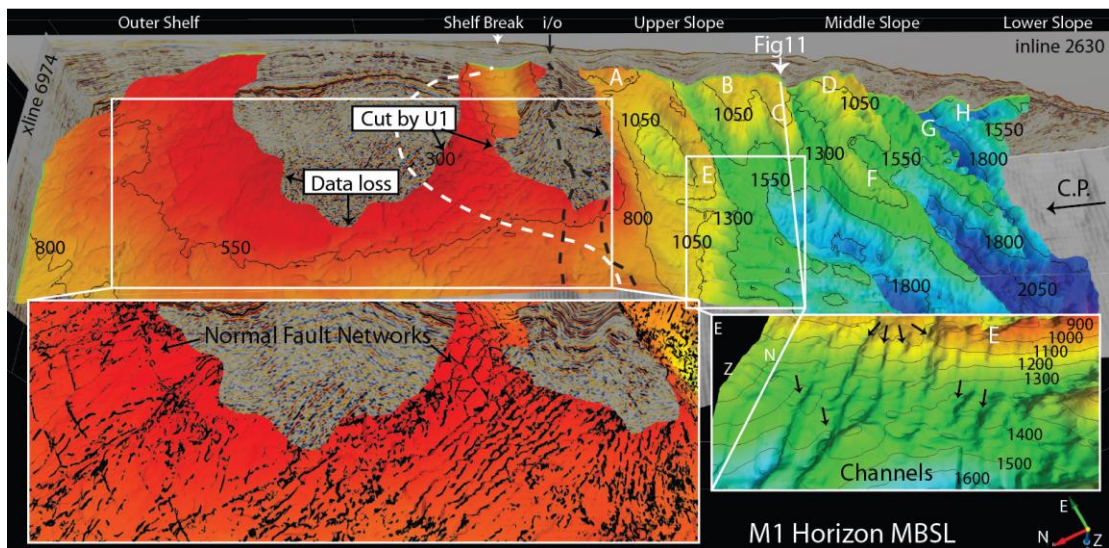 Outer Shelf
Shelf Break
i/o
Upper Slope
Middle Slope
Lower Slope
xline 6974
inline 2630
Fig11
A
B
C
D
G
H
1050
1050
1050
1550
1800
Cut by U1
300
Data loss
E
1550
1300
1550
F
C.P.
800
550
800
1300
1050
1800
1800
2050
Normal Fault Networks
E
N
Z
E
900
1000
1100
1200
1300
1400
1500
1600
Channels
M1 Horizon MBSL
E
N
Z